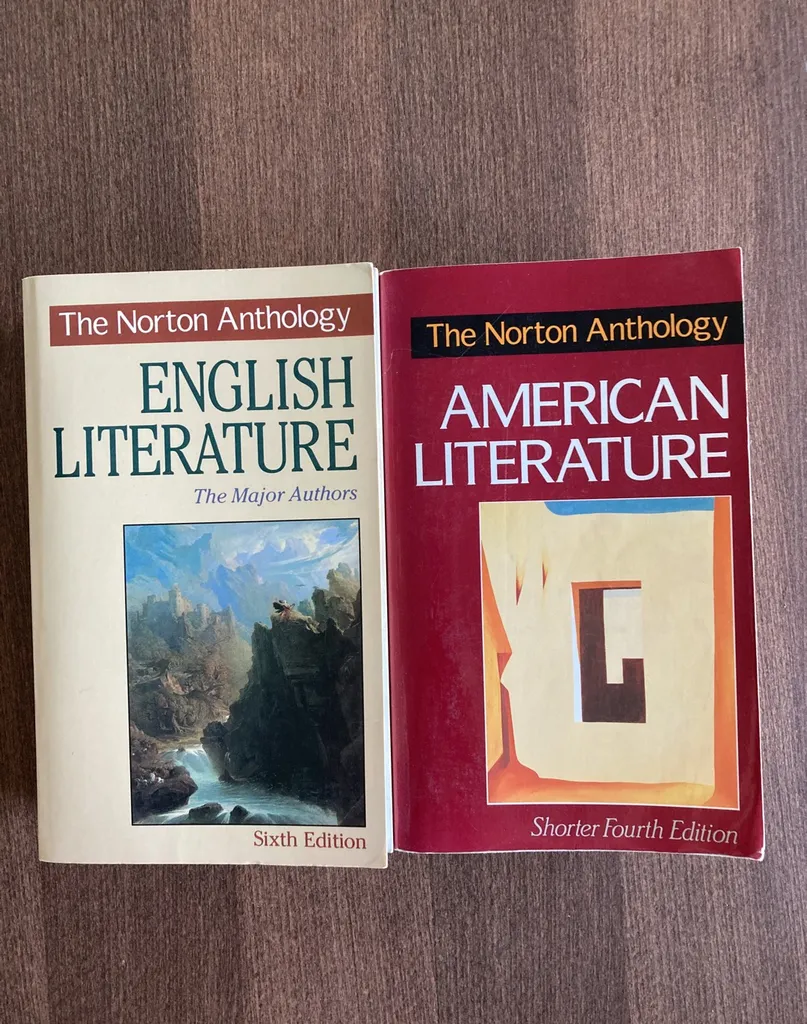 The Norton Anthology
ENGLISH
LITERATURE
The Major Authors
Sixth Edition
The Norton Anthology
AMERICAN
LITERATURE
Shorter Fourth Edition